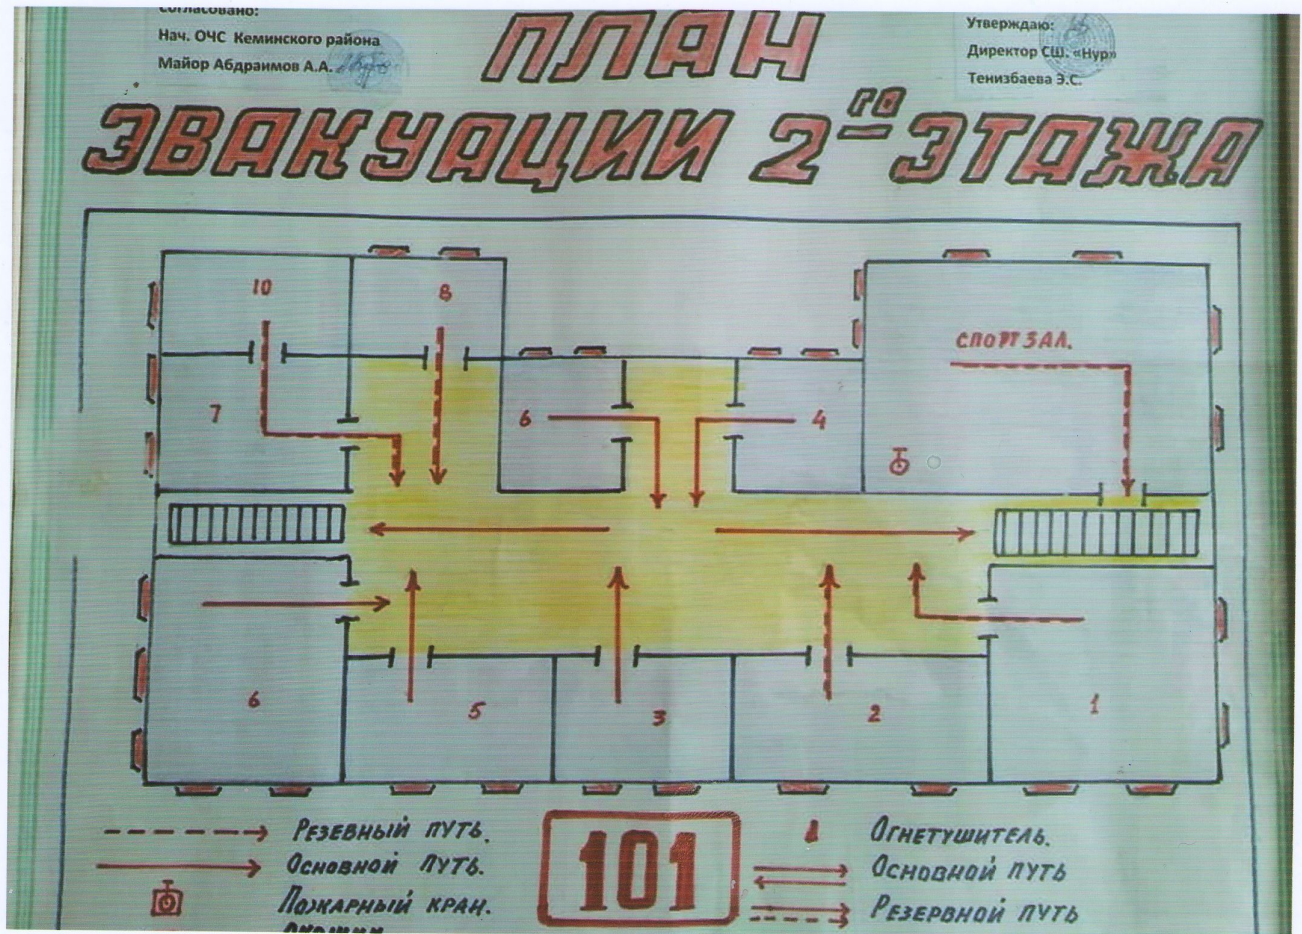 Согласовано:
Нач. ОЧС Кеминского района
Майор Абдраимов А.А.
Утверждаю:
Директор СШ. «Нур»
Тенизбаева Э.С.
ПЛАН
ЭВАКУАЦИИ 2го ЭТАЖА
10
8
СПОРТЗАЛ.
7
6
4
6
5
3
2
1
РЕЗЕВНЫЙ ПУТЬ.
ОСНОВНОЙ ПУТЬ.
ПОЖАРНЫЙ КРАН.
101
ОГНЕТУШИТЕЛЬ.
ОСНОВНОЙ ПУТЬ
РЕЗЕРВНОЙ ПУТЬ